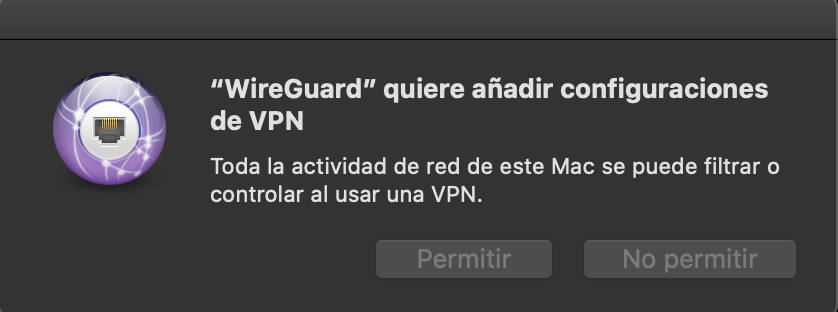 “WireGuard” quiere añadir configuraciones
de VPN
Toda la actividad de red de este Mac se puede filtrar o
controlar al usar una VPN.
Permitir
No permitir